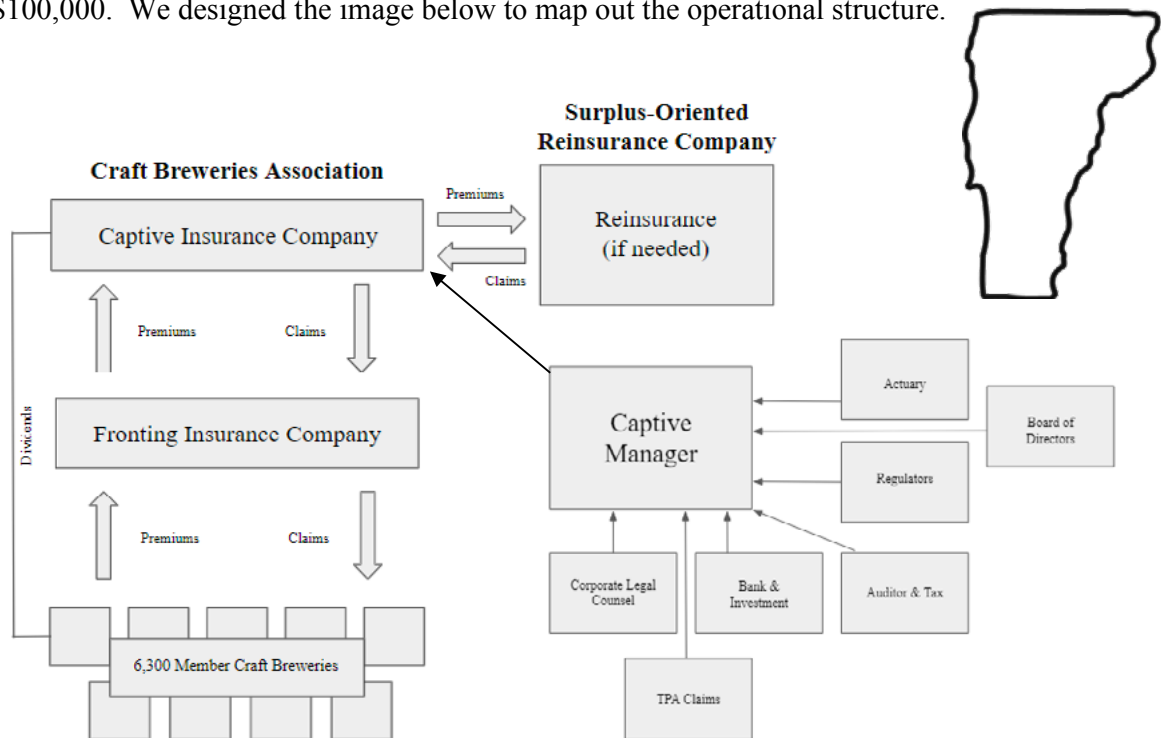 $100,000. We designed the image below to map out the operational structure.
Surplus-Oriented
Reinsurance Company
Craft Breweries Association
Captive Insurance Company
Premiums
Claims
Reinsurance
(if needed)
Premiums
Claims
Dividends
Fronting Insurance Company
Premiums
Claims
6,300 Member Craft Breweries
Captive
Manager
Actuary
Board of
Directors
Regulators
Corporate Legal
Counsel
Bank &
Investment
Auditor & Tax
TPA Claims